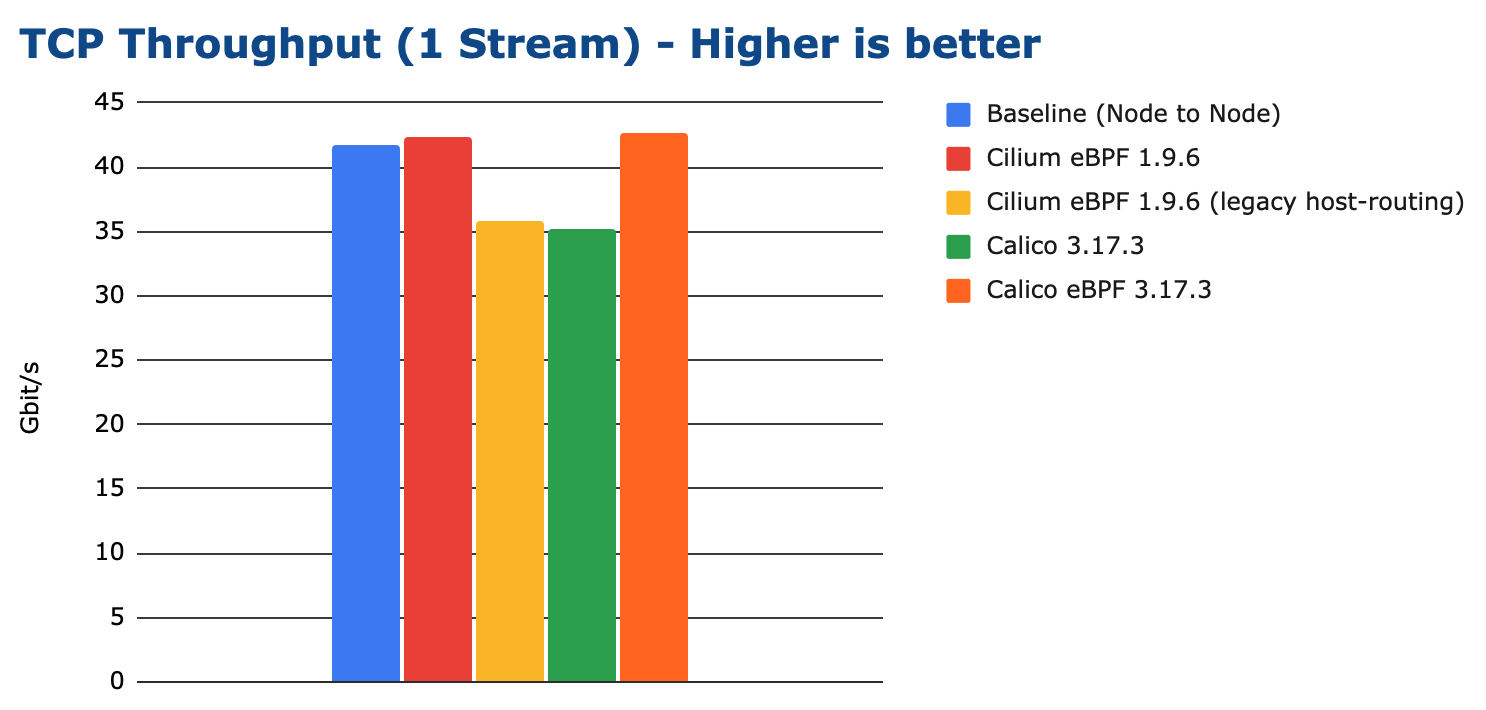 TCP Throughput (1 Stream) - Higher is better
45
40
35
30
25
20
15
10
5
0
Gbit/s
Baseline (Node to Node)
Cilium eBPF 1.9.6
Cilium eBPF 1.9.6 (legacy host-routing)
Calico 3.17.3
Calico eBPF 3.17.3